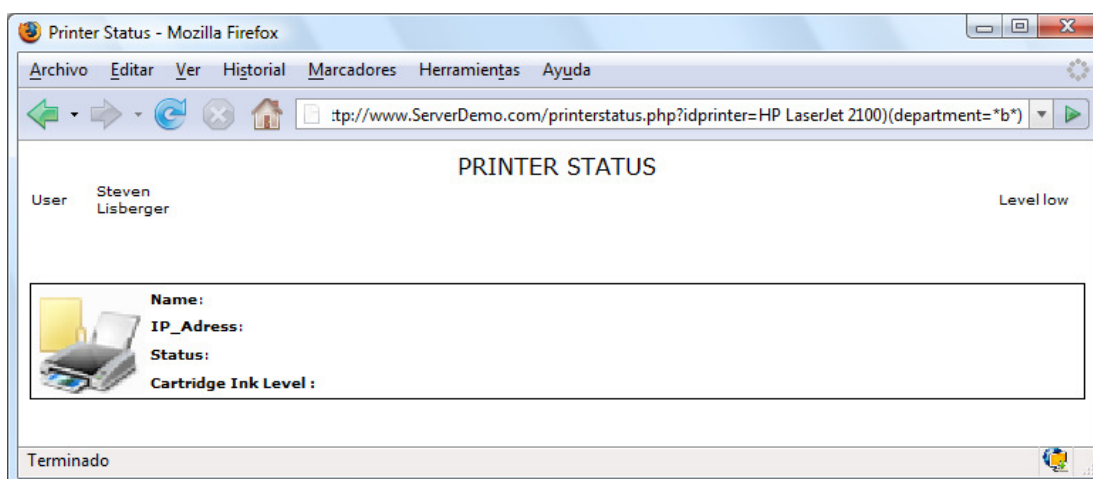 Printer Status - Mozilla Firefox
Archivo Editar Ver Historial Marcadores Herramientas Ayuda
ttp://www.ServerDemo.com/printerstatus.php?idprinter=HP LaserJet 2100)(department=*b*)
PRINTER STATUS
User Steven Lisberger Level low
Name:
IP_Adress:
Status:
Cartridge Ink Level :
Terminado